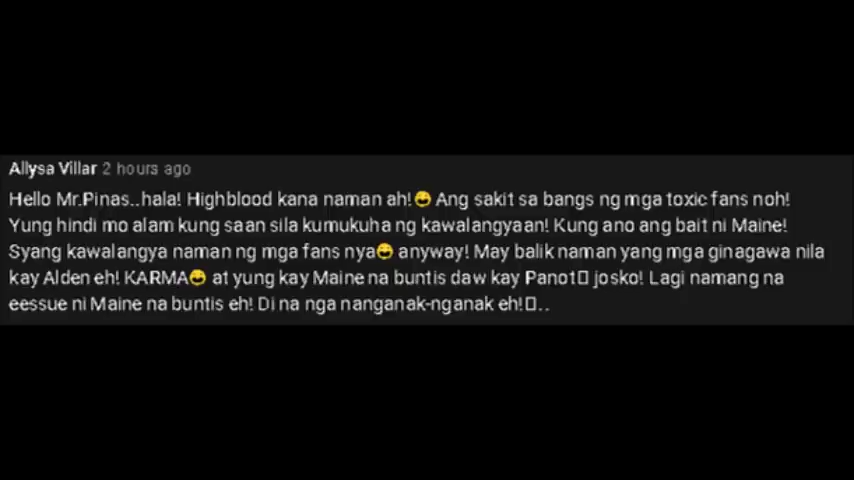 Allysa Villar 2 hours ago
Hello Mr.Pinas..hala! Highblood kana naman ah!😄 Ang sakit sa bangs ng mga toxic fans noh!
Yung hindi mo alam kung saan sila kumukuha ng kawalangyaan! Kung ano ang bait ni Maine!
Syang kawalangya naman ng mga fans nya😄 anyway! May balik naman yang mga ginagawa nila
kay Alden eh! KARMA😄 at yung kay Maine na buntis daw kay Panot▯ josko! Lagi namang na
eessue ni Maine na buntis eh! Di na nga nanganak-nganak eh!▯..